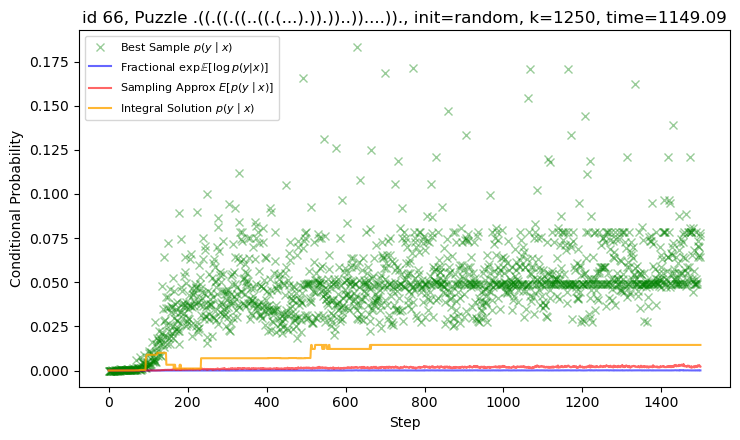 id 66, Puzzle .((.((.((..((.(...).)).))..))....))., init=random, k=1250, time=1149.09
Best Sample p(y | x)
Fractional exp𝔼[log p(y|x)]
Sampling Approx E[p(y | x)]
Integral Solution p(y | x)
Conditional Probability
0.175
0.150
0.125
0.100
0.075
0.050
0.025
0.000
0
200
400
600
800
1000
1200
1400
Step